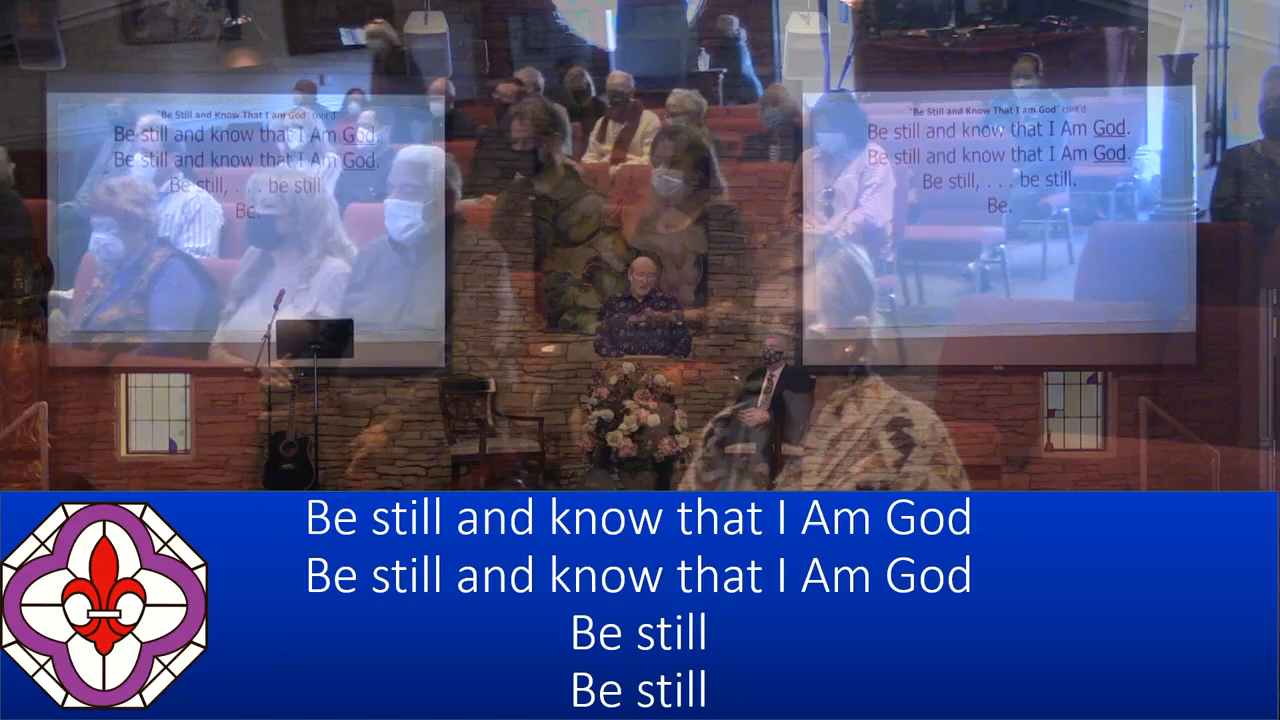 "Be Still and Know That I am God" cont'd
Be still and know that I Am God.
Be still and know that I Am God.
Be still, . . . be still.
Be.
"Be Still and Know That I am God" cont'd
Be still and know that I Am God.
Be still and know that I Am God.
Be still, . . . be still.
Be.
Be still and know that I Am God
Be still and know that I Am God
Be still
Be still